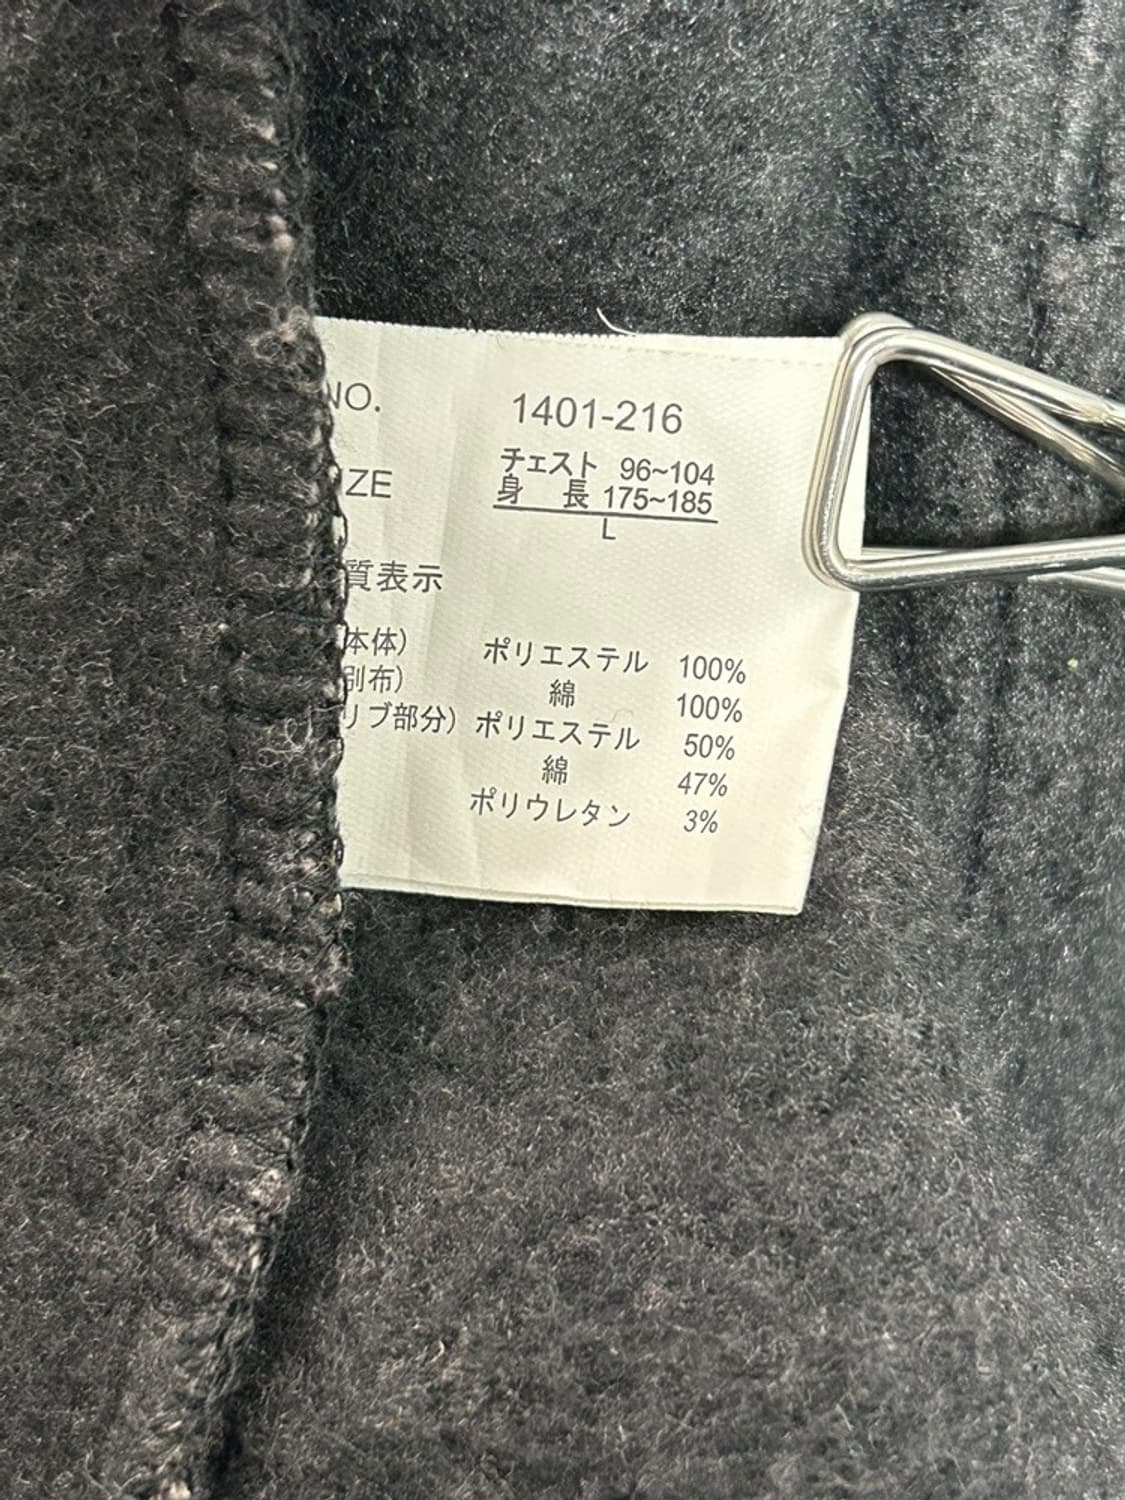 NO. 1401-216
チェスト 96~104
ZE 身 長 175~185
L
質表示
本体) ポリエステル 100%
別布) 綿 100%
リブ部分) ポリエステル 50%
綿 47%
ポリウレタン 3%